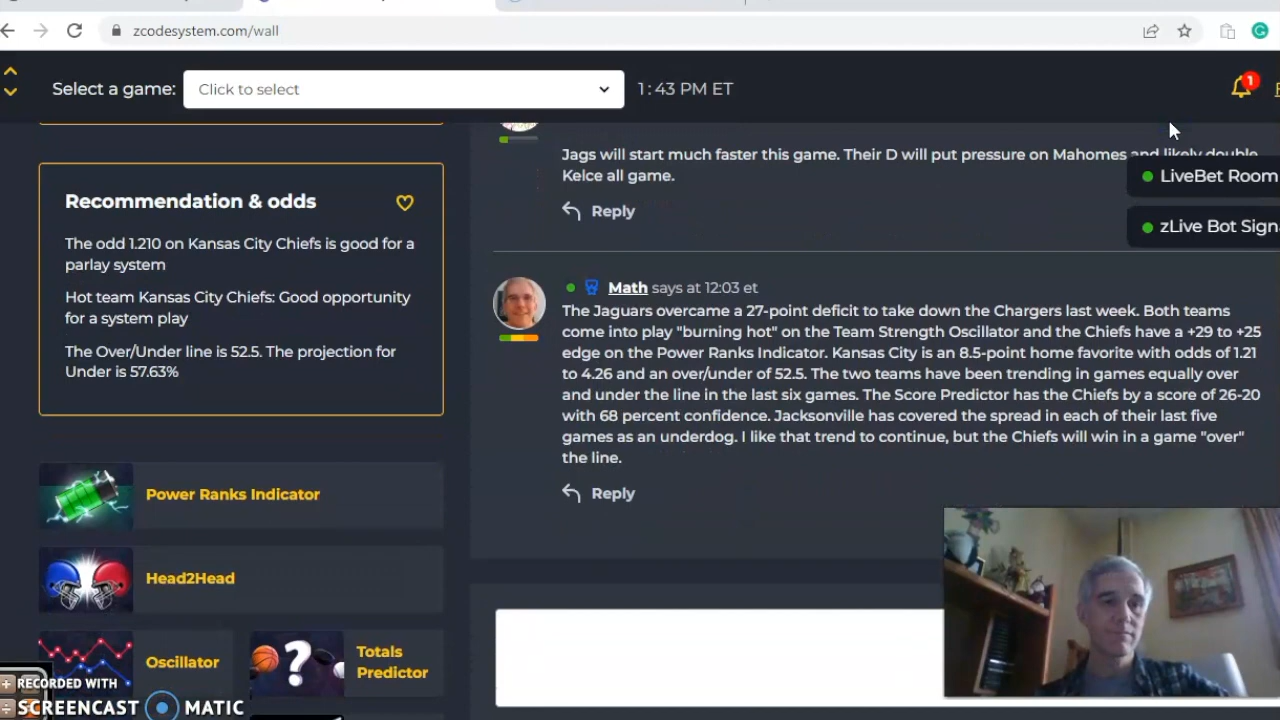 zcodesystem.com/wall
Select a game:
Click to select
1:43 PM ET
1
Recommendation & odds
The odd 1.210 on Kansas City Chiefs is good for a
parlay system
Hot team Kansas City Chiefs: Good opportunity
for a system play
The Over/Under line is 52.5. The projection for
Under is 57.63%
Power Ranks Indicator
Head2Head
Oscillator
Totals
Predictor
Jags will start much faster this game. Their D will put pressure on Mahomes and likely double
Kelce all game.
Reply
LiveBet Room
zLive Bot
Math says at 12:03 et
The Jaguars overcame a 27-point deficit to take down the Chargers last week. Both teams
come into play "burning hot" on the Team Strength Oscillator and the Chiefs have a +29 to +25
edge on the Power Ranks Indicator. Kansas City is an 8.5-point home favorite with odds of 1.21
to 4.26 and an over/under of 52.5. The two teams have been trending in games equally over
and under the line in the last six games. The Score Predictor has the Chiefs by a score of 26-20
with 68 percent confidence. Jacksonville has covered the spread in each of their last five
games as an underdog. I like that trend to continue, but the Chiefs will win in a game "over"
the line.
Reply
RECORDED WITH
SCREENCAST MATIC